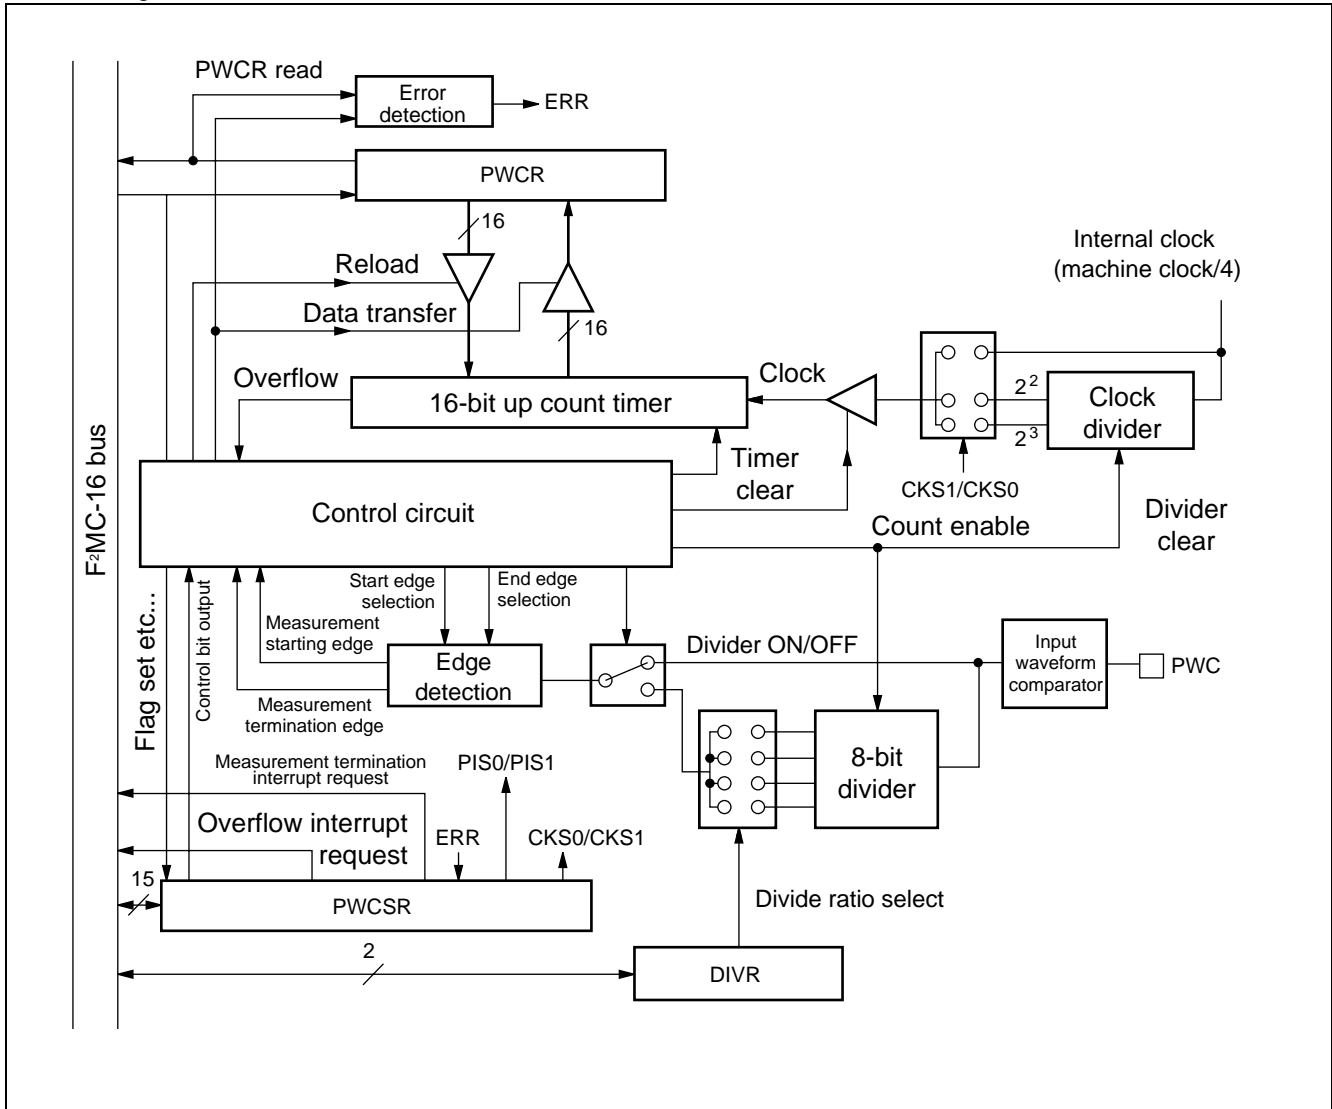 PWCR read
Error
detection
ERR
PWCR
16
Internal clock
(machine clock/4)
Reload
Data transfer
16
Overflow
16-bit up count timer
Clock
2²
2³
Clock
divider
CKS1/CKS0
F²MC-16 bus
Timer
clear
Control circuit
Count enable
Divider
clear
Flag set etc...
Control bit output
Start edge
selection
End edge
selection
Measurement
starting edge
Edge
detection
Measurement
termination edge
Divider ON/OFF
Input
waveform
comparator
PWC
8-bit
divider
Measurement termination
interrupt request
PIS0/PIS1
Overflow interrupt
request
ERR
CKS0/CKS1
15
PWCSR
Divide ratio select
2
DIVR